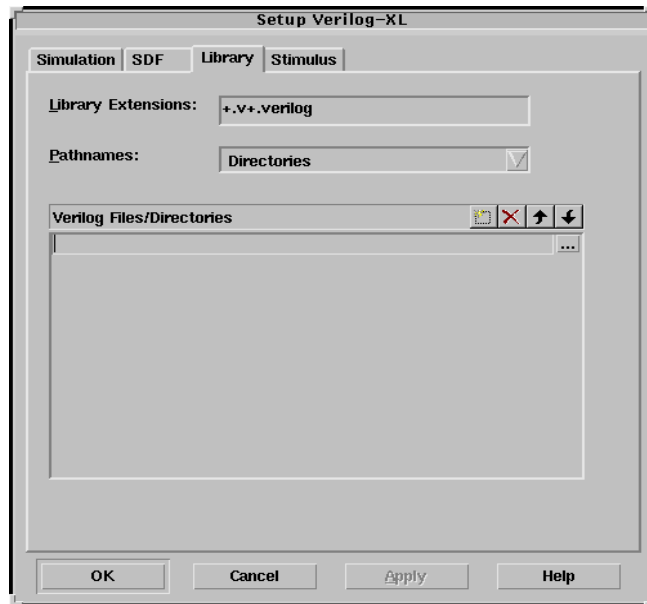 Setup Verilog-XL
Simulation SDF Library Stimulus
Library Extensions: +.v+.verilog
Pathnames: Directories
Verilog Files/Directories
...
OK Cancel Apply Help